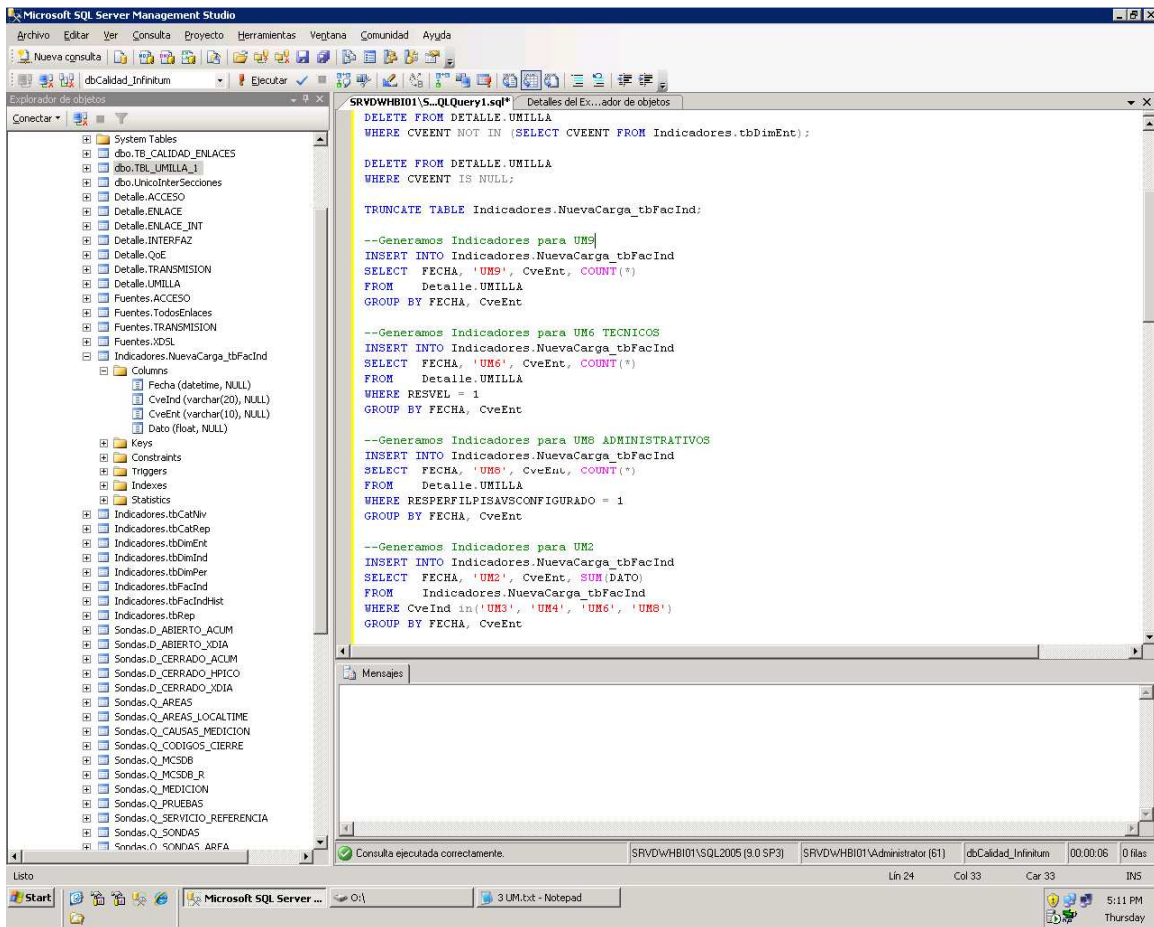 Microsoft SQL Server Management Studio
Archivo Editar Ver Consulta Proyecto Herramientas Ventana Comunidad Ayuda
Nueva consulta
dbCalidad_Infinitum Ejecutar
Explorador de objetos
Conectar
System Tables
dbo.TB_CALIDAD_ENLACES
dbo.TBL_UMILLA_1
dbo.UnicoInterSecciones
Detalle.ACCESO
Detalle.ENLACE
Detalle.ENLACE_INT
Detalle.INTERFAZ
Detalle.QoE
Detalle.TRANSMISION
Detalle.UMILLA
Fuentes.ACCESO
Fuentes.TodosEnlaces
Fuentes.TRANSMISION
Fuentes.XDSL
Indicadores.NuevaCarga_tbFacInd
Columns
Fecha (datetime, NULL)
CveInd (varchar(20), NULL)
CveEnt (varchar(10), NULL)
Dato (float, NULL)
Keys
Constraints
Triggers
Indexes
Statistics
Indicadores.tbCatNiv
Indicadores.tbCatRep
Indicadores.tbDimEnt
Indicadores.tbDimInd
Indicadores.tbDimPer
Indicadores.tbFacInd
Indicadores.tbFacIndHist
Indicadores.tbRep
Sondas.D_ABIERTO_ACUM
Sondas.D_ABIERTO_XDIA
Sondas.D_CERRADO_ACUM
Sondas.D_CERRADO_HPICO
Sondas.D_CERRADO_XDIA
Sondas.Q_AREAS
Sondas.Q_AREAS_LOCALTIME
Sondas.Q_CAUSAS_MEDICION
Sondas.Q_CODIGOS_CIERRE
Sondas.Q_MCSDB
Sondas.Q_MCSDB_R
Sondas.Q_MEDICION
Sondas.Q_PRUEBAS
Sondas.Q_SERVICIO_REFERENCIA
Sondas.Q_SONDAS
Sondas.Q_SONDAS_AREA
SRVDWHBI01\S...QLQuery1.sql* Detalles del Ex...ador de objetos
DELETE FROM DETALLE.UMILLA
WHERE CVEENT NOT IN (SELECT CVEENT FROM Indicadores.tbDimEnt);
DELETE FROM DETALLE.UMILLA
WHERE CVEENT IS NULL;
TRUNCATE TABLE Indicadores.NuevaCarga_tbFacInd;
--Generamos Indicadores para UM9
INSERT INTO Indicadores.NuevaCarga_tbFacInd
SELECT FECHA, 'UM9', CveEnt, COUNT(*)
FROM Detalle.UMILLA
GROUP BY FECHA, CveEnt
--Generamos Indicadores para UM6 TECNICOS
INSERT INTO Indicadores.NuevaCarga_tbFacInd
SELECT FECHA, 'UM6', CveEnt, COUNT(*)
FROM Detalle.UMILLA
WHERE RESVEL = 1
GROUP BY FECHA, CveEnt
--Generamos Indicadores para UM8 ADMINISTRATIVOS
INSERT INTO Indicadores.NuevaCarga_tbFacInd
SELECT FECHA, 'UM8', CveEnt, COUNT(*)
FROM Detalle.UMILLA
WHERE RESPERFILPISAVSCONFIGURADO = 1
GROUP BY FECHA, CveEnt
--Generamos Indicadores para UM2
INSERT INTO Indicadores.NuevaCarga_tbFacInd
SELECT FECHA, 'UM2', CveEnt, SUM(DATO)
FROM Indicadores.NuevaCarga_tbFacInd
WHERE CveInd in('UM3', 'UM4', 'UM6', 'UM8')
GROUP BY FECHA, CveEnt
Mensajes
Consulta ejecutada correctamente. SRVDWHBI01\SQL2005 (9.0 SP3) SRVDWHBI01\Administrator (61) dbCalidad_Infinitum 00:00:06 0 filas
Listo Lín 24 Col 33 Car 33 INS
Start Microsoft SQL Server ... O:\ 3 UM.txt - Notepad 5:11 PM
Thursday